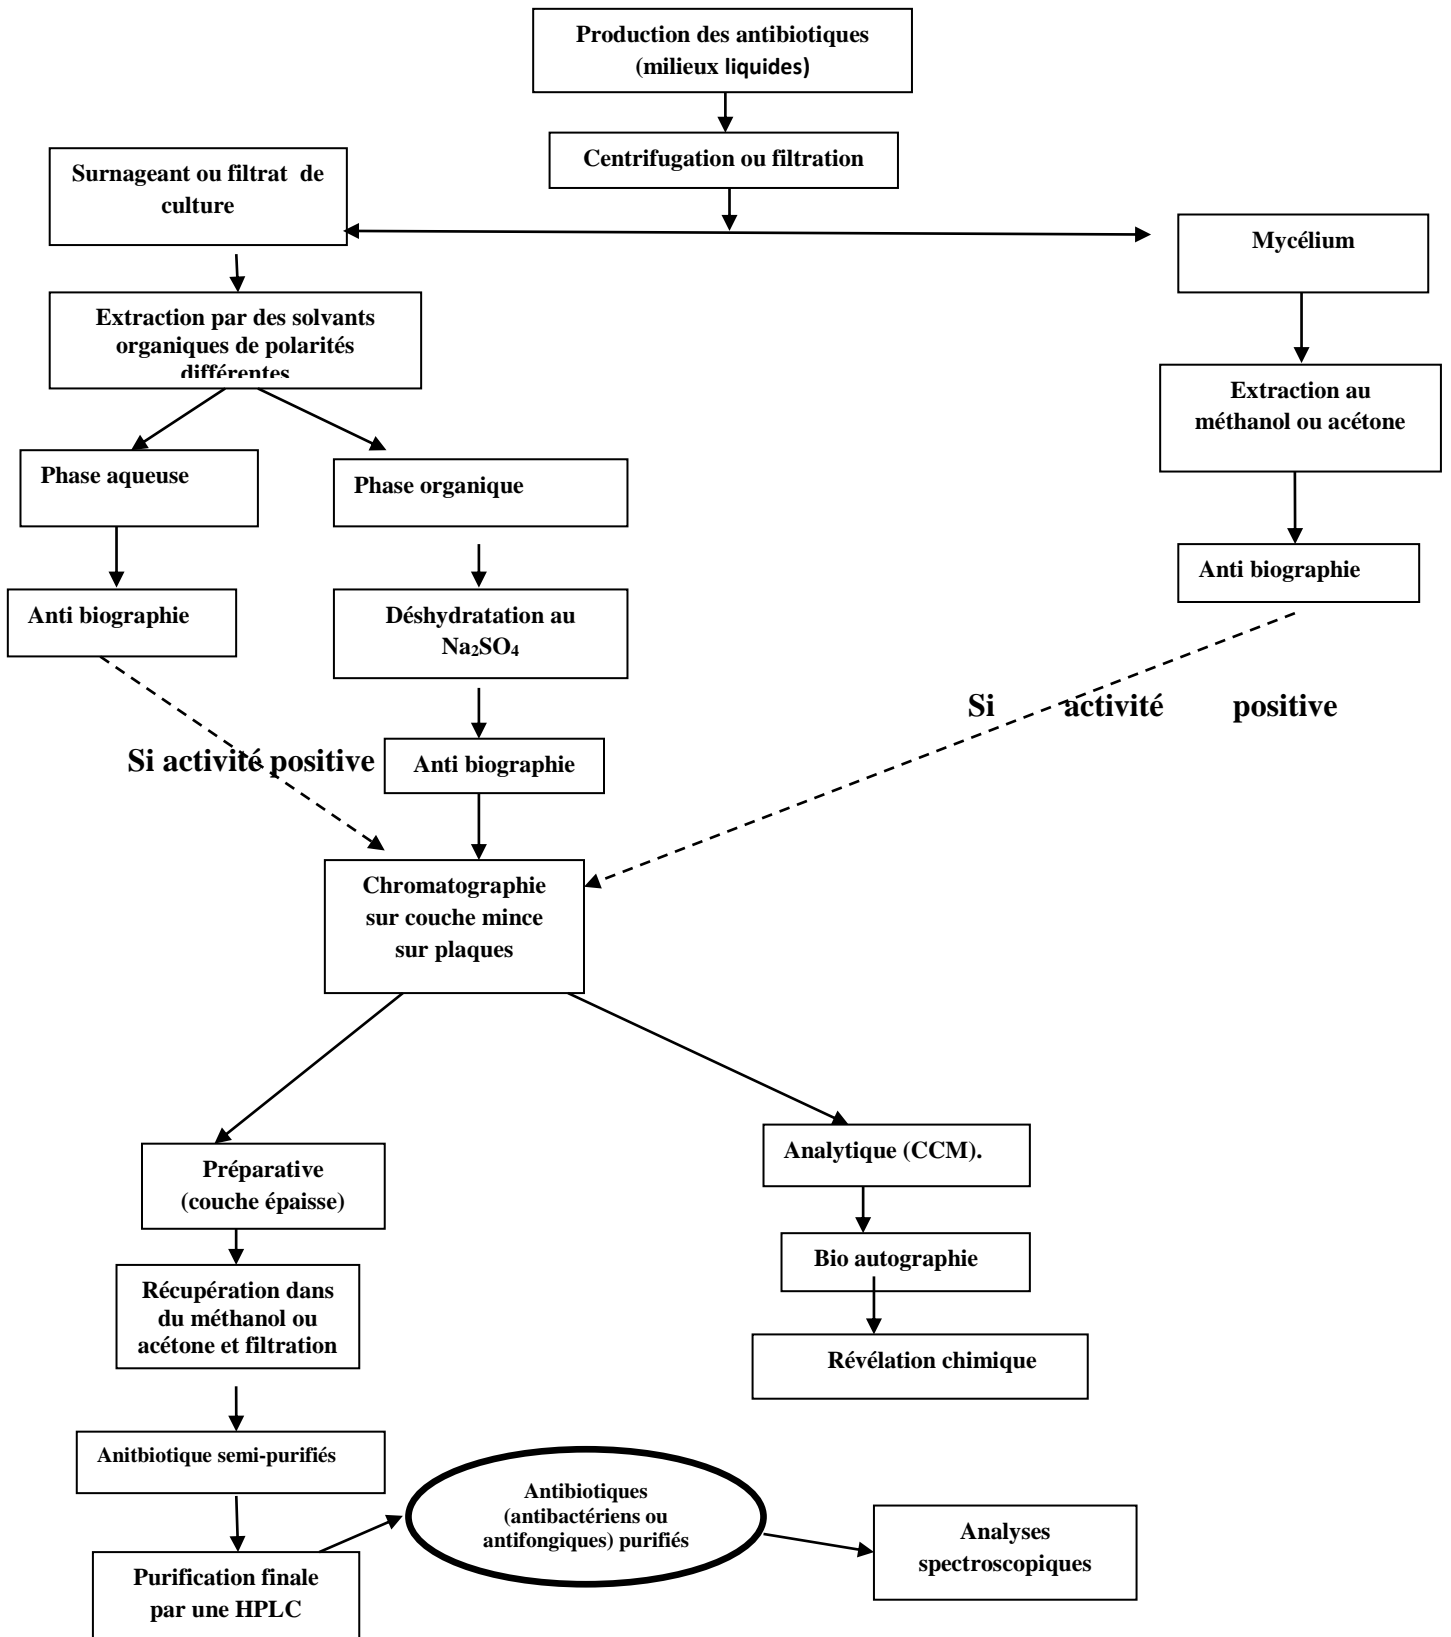 Production des antibiotiques
(milieux liquides)
Centrifugation ou filtration
Surnageant ou filtrat de
culture
Mycélium
Extraction par des solvants
organiques de polarités
différentes
Extraction au
méthanol ou acétone
Phase aqueuse
Phase organique
Anti biographie
Anti biographie
Déshydratation au
Na₂SO₄
Si activité positive
Si activité positive
Anti biographie
Chromatographie
sur couche mince
sur plaques
Préparative
(couche épaisse)
Analytique (CCM).
Bio autographie
Récupération dans
du méthanol ou
acétone et filtration
Révélation chimique
Anitbiotique semi-purifiés
Antibiotiques
(antibactériens ou
antifongiques) purifiés
Analyses
spectroscopiques
Purification finale
par une HPLC